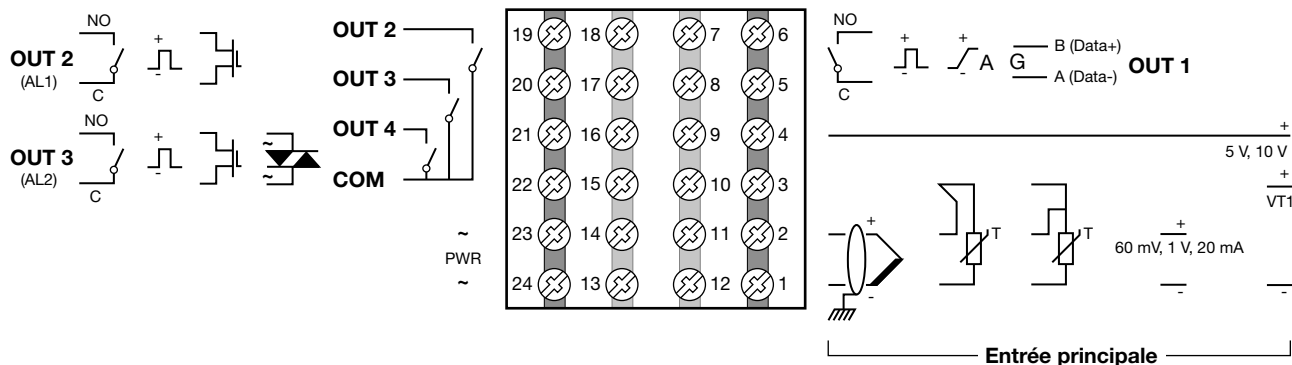 OUT 2
(AL1)
NO
C
+
-
OUT 3
(AL2)
NO
C
+
-
~
~
OUT 2
OUT 3
OUT 4
COM
~
PWR
~
19 18 7 6
20 17 8 5
21 16 9 4
22 15 10 3
23 14 11 2
24 13 12 1
NO
C
+
-
+
-
A
G
B (Data+)
A (Data-)
OUT 1
+
5 V, 10 V
+
VT1
+
-
T
T
+
60 mV, 1 V, 20 mA
-
-
Entrée principale